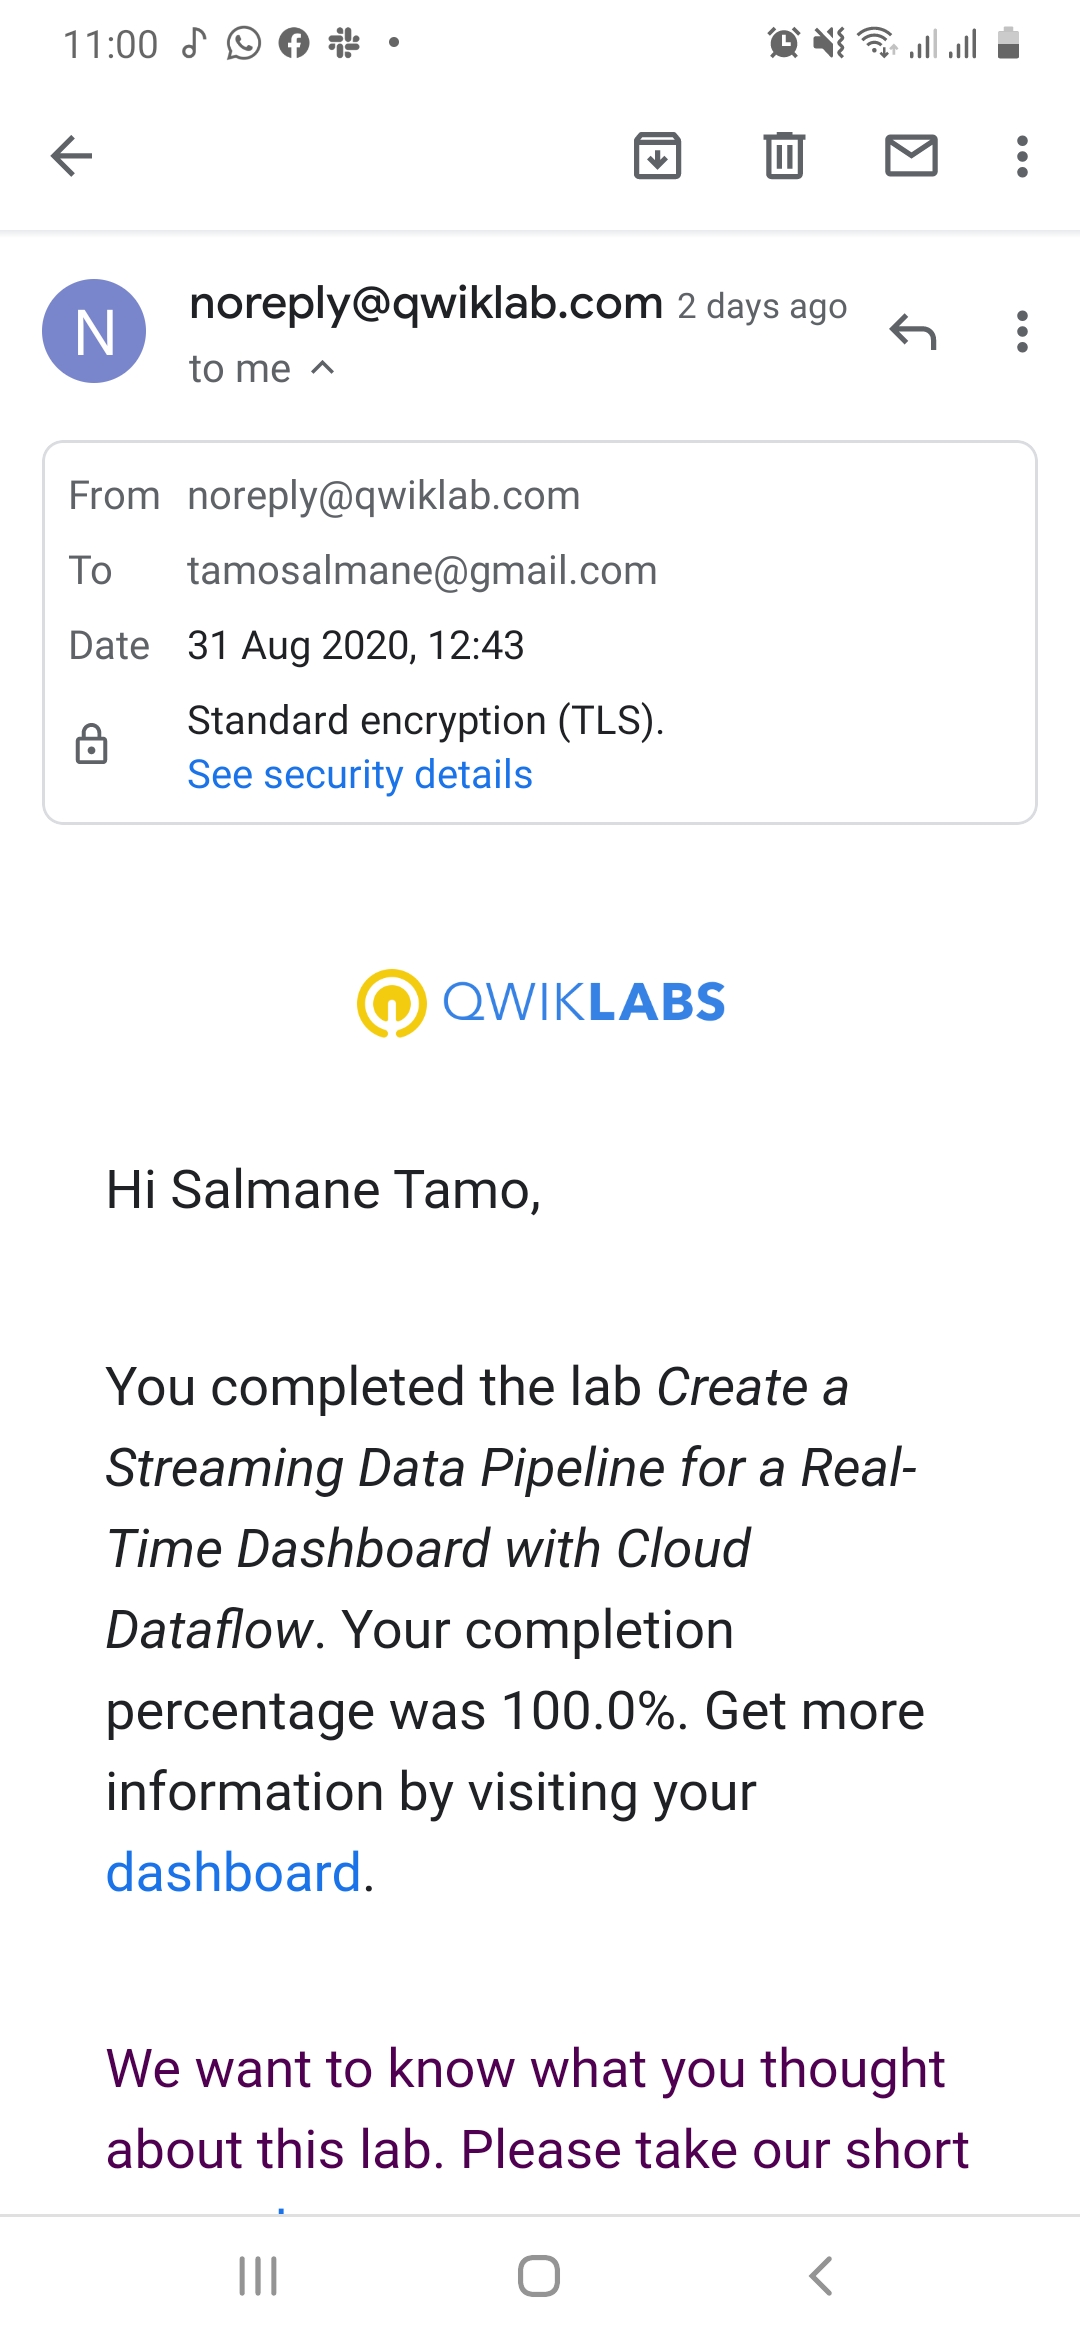 11:00
N
noreply@qwiklab.com 2 days ago
to me
From noreply@qwiklab.com
To tamosalmane@gmail.com
Date 31 Aug 2020, 12:43
Standard encryption (TLS).
See security details
QWIKLABS
Hi Salmane Tamo,
You completed the lab Create a
Streaming Data Pipeline for a Real-
Time Dashboard with Cloud
Dataflow. Your completion
percentage was 100.0%. Get more
information by visiting your
dashboard.
We want to know what you thought
about this lab. Please take our short